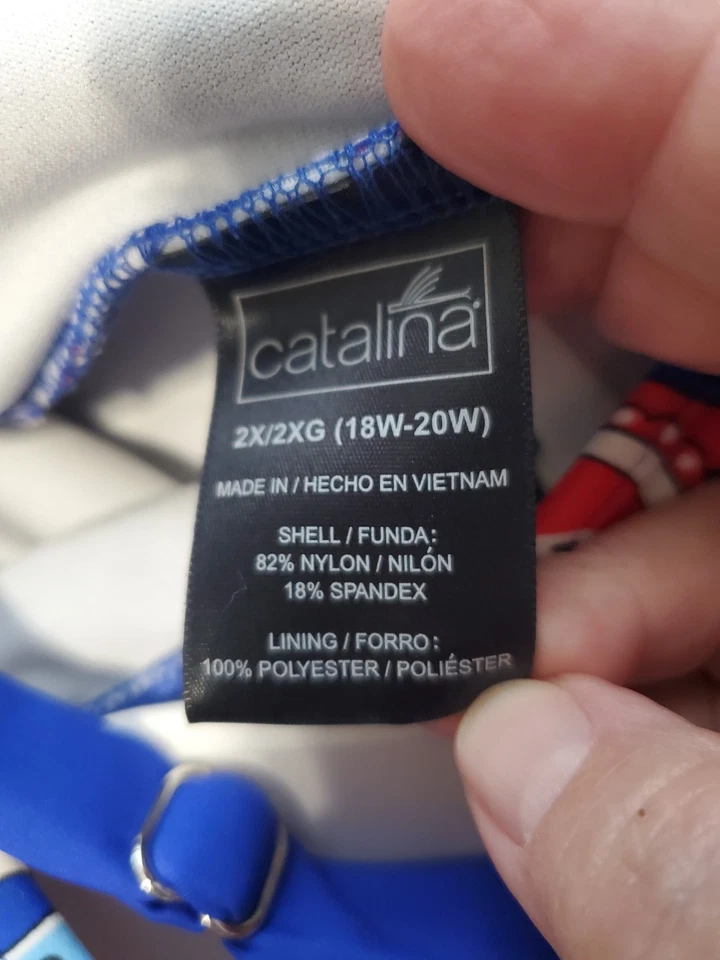 catalina
2X/2XG (18W-20W)
MADE IN / HECHO EN VIETNAM
SHELL / FUNDA:
82% NYLON / NILÓN
18% SPANDEX
LINING / FORRO:
100% POLYESTER / POLIÉSTER